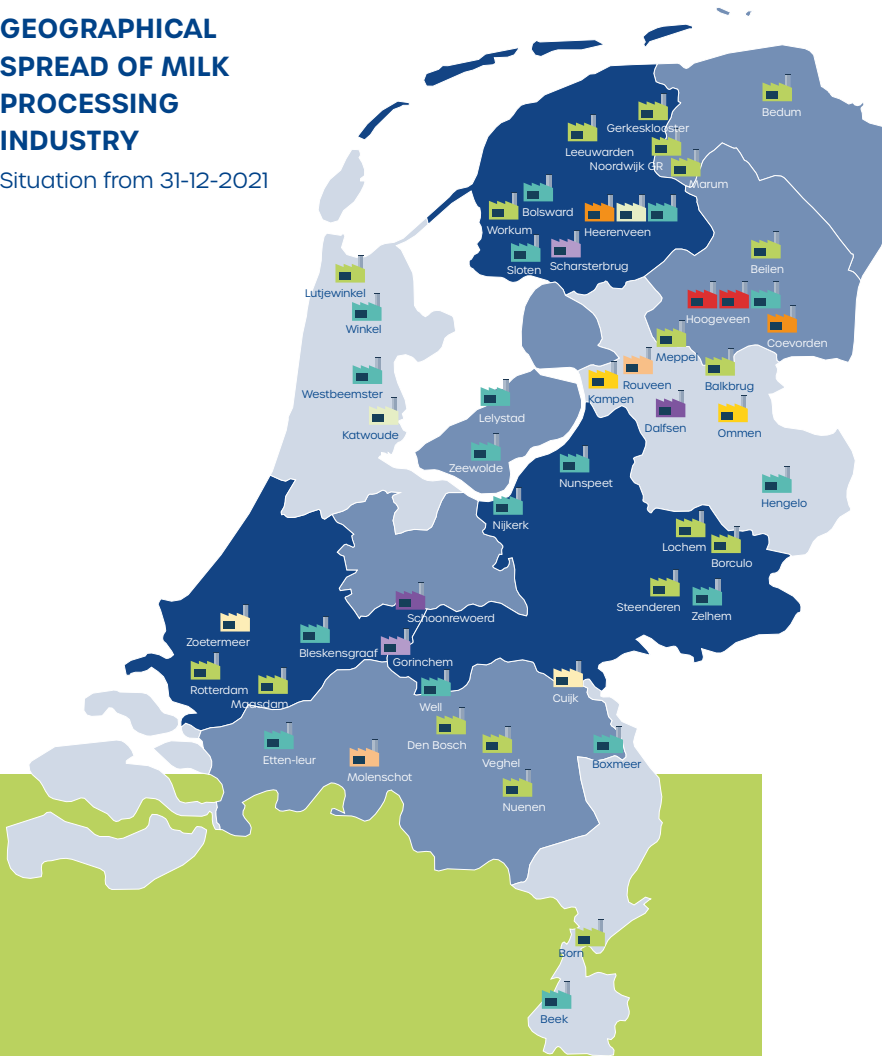 GEOGRAPHICAL
SPREAD OF MILK
PROCESSING
INDUSTRY
Situation from 31-12-2021
Bedum
Gerkesklooster
Leeuwarden
Noordwijk GR
Marum
Bolsward
Workum
Heerenveen
Sloten
Scharsterbrug
Beilen
Lutjewinkel
Winkel
Hoogeveen
Coevorden
Meppel
Rouveen
Balkbrug
Westbeemster
Kampen
Katwoude
Lelystad
Dalfsen
Ommen
Zeewolde
Nunspeet
Hengelo
Nijkerk
Lochem
Borculo
Steenderen
Zelhem
Schoonrewoerd
Zoetermeer
Bleskensgraaf
Gorinchem
Rotterdam
Maasdam
Well
Cuijk
Den Bosch
Etten-leur
Veghel
Boxmeer
Molenschot
Nuenen
Born
Beek